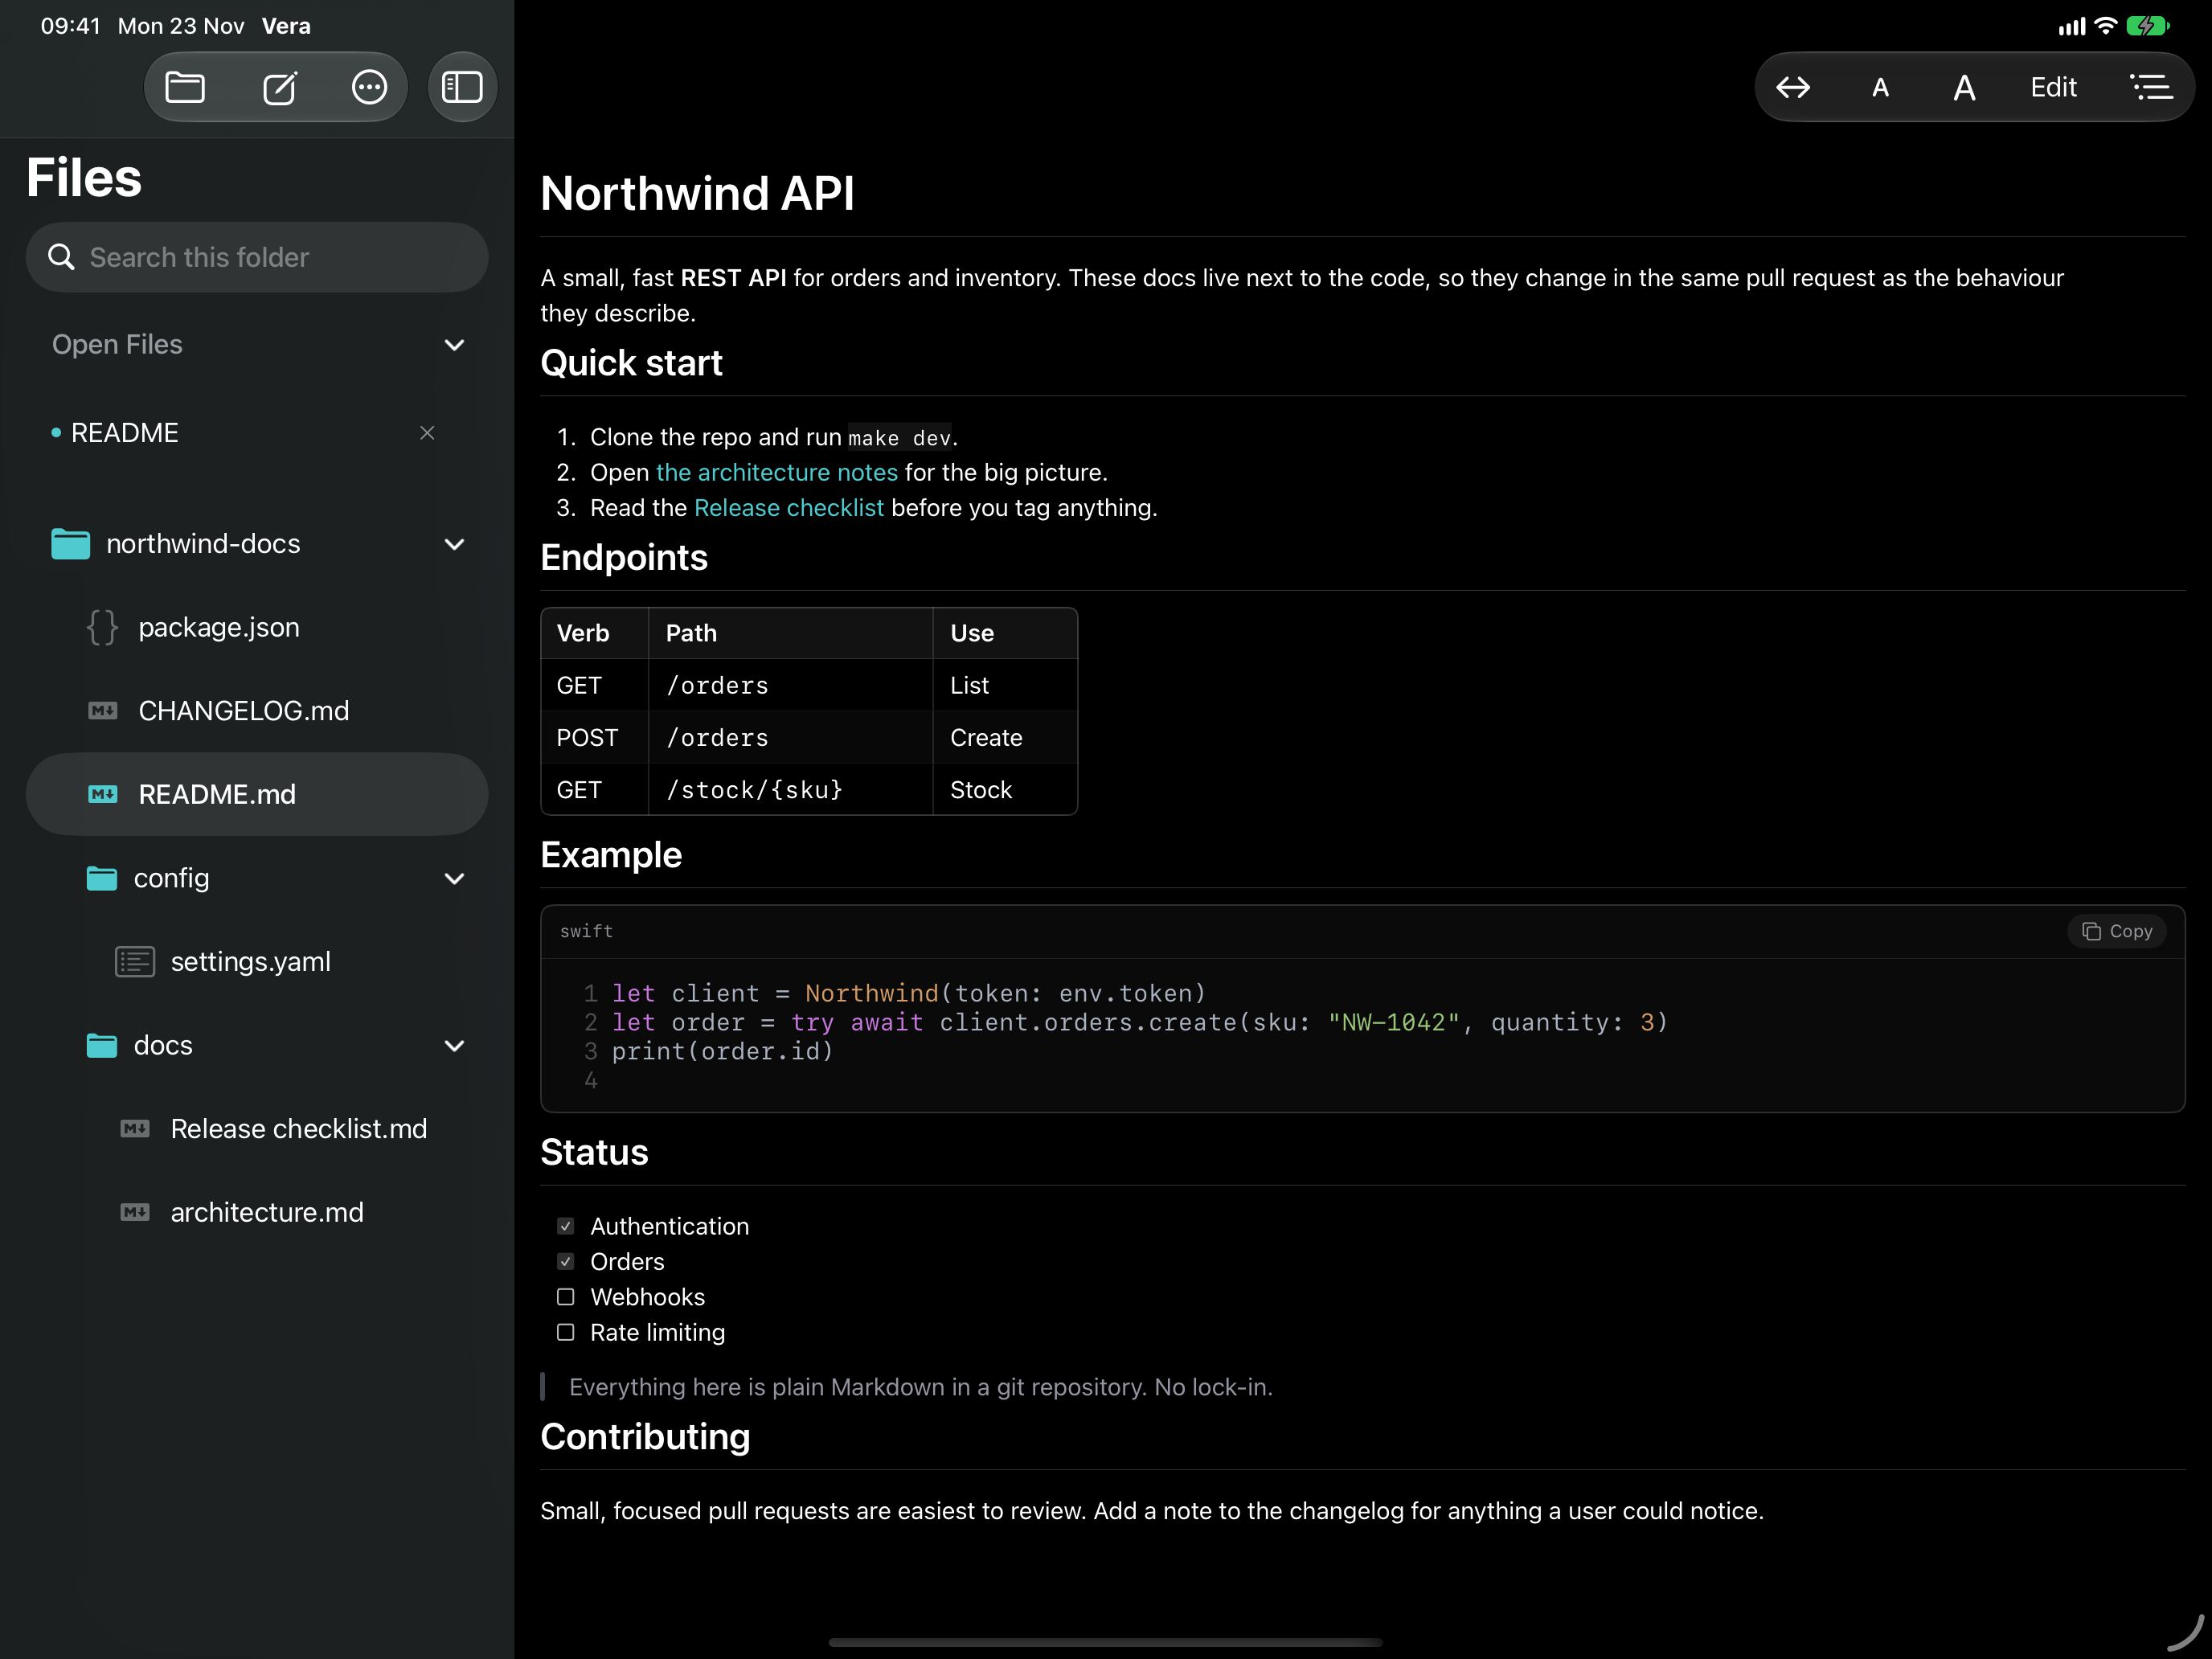 09:41 Mon 23 Nov Vera
A A Edit
Files
Search this folder
Open Files
README
northwind-docs
{} package.json
M↓ CHANGELOG.md
M↓ README.md
config
settings.yaml
docs
M↓ Release checklist.md
M↓ architecture.md
Northwind API
A small, fast REST API for orders and inventory. These docs live next to the code, so they change in the same pull request as the behaviour
they describe.
Quick start
1. Clone the repo and run make dev.
2. Open the architecture notes for the big picture.
3. Read the Release checklist before you tag anything.
Endpoints
Verb Path Use
GET /orders List
POST /orders Create
GET /stock/{sku} Stock
Example
swift Copy
1 let client = Northwind(token: env.token)
2 let order = try await client.orders.create(sku: "NW-1042", quantity: 3)
3 print(order.id)
4
Status
Authentication
Orders
Webhooks
Rate limiting
Everything here is plain Markdown in a git repository. No lock-in.
Contributing
Small, focused pull requests are easiest to review. Add a note to the changelog for anything a user could notice.